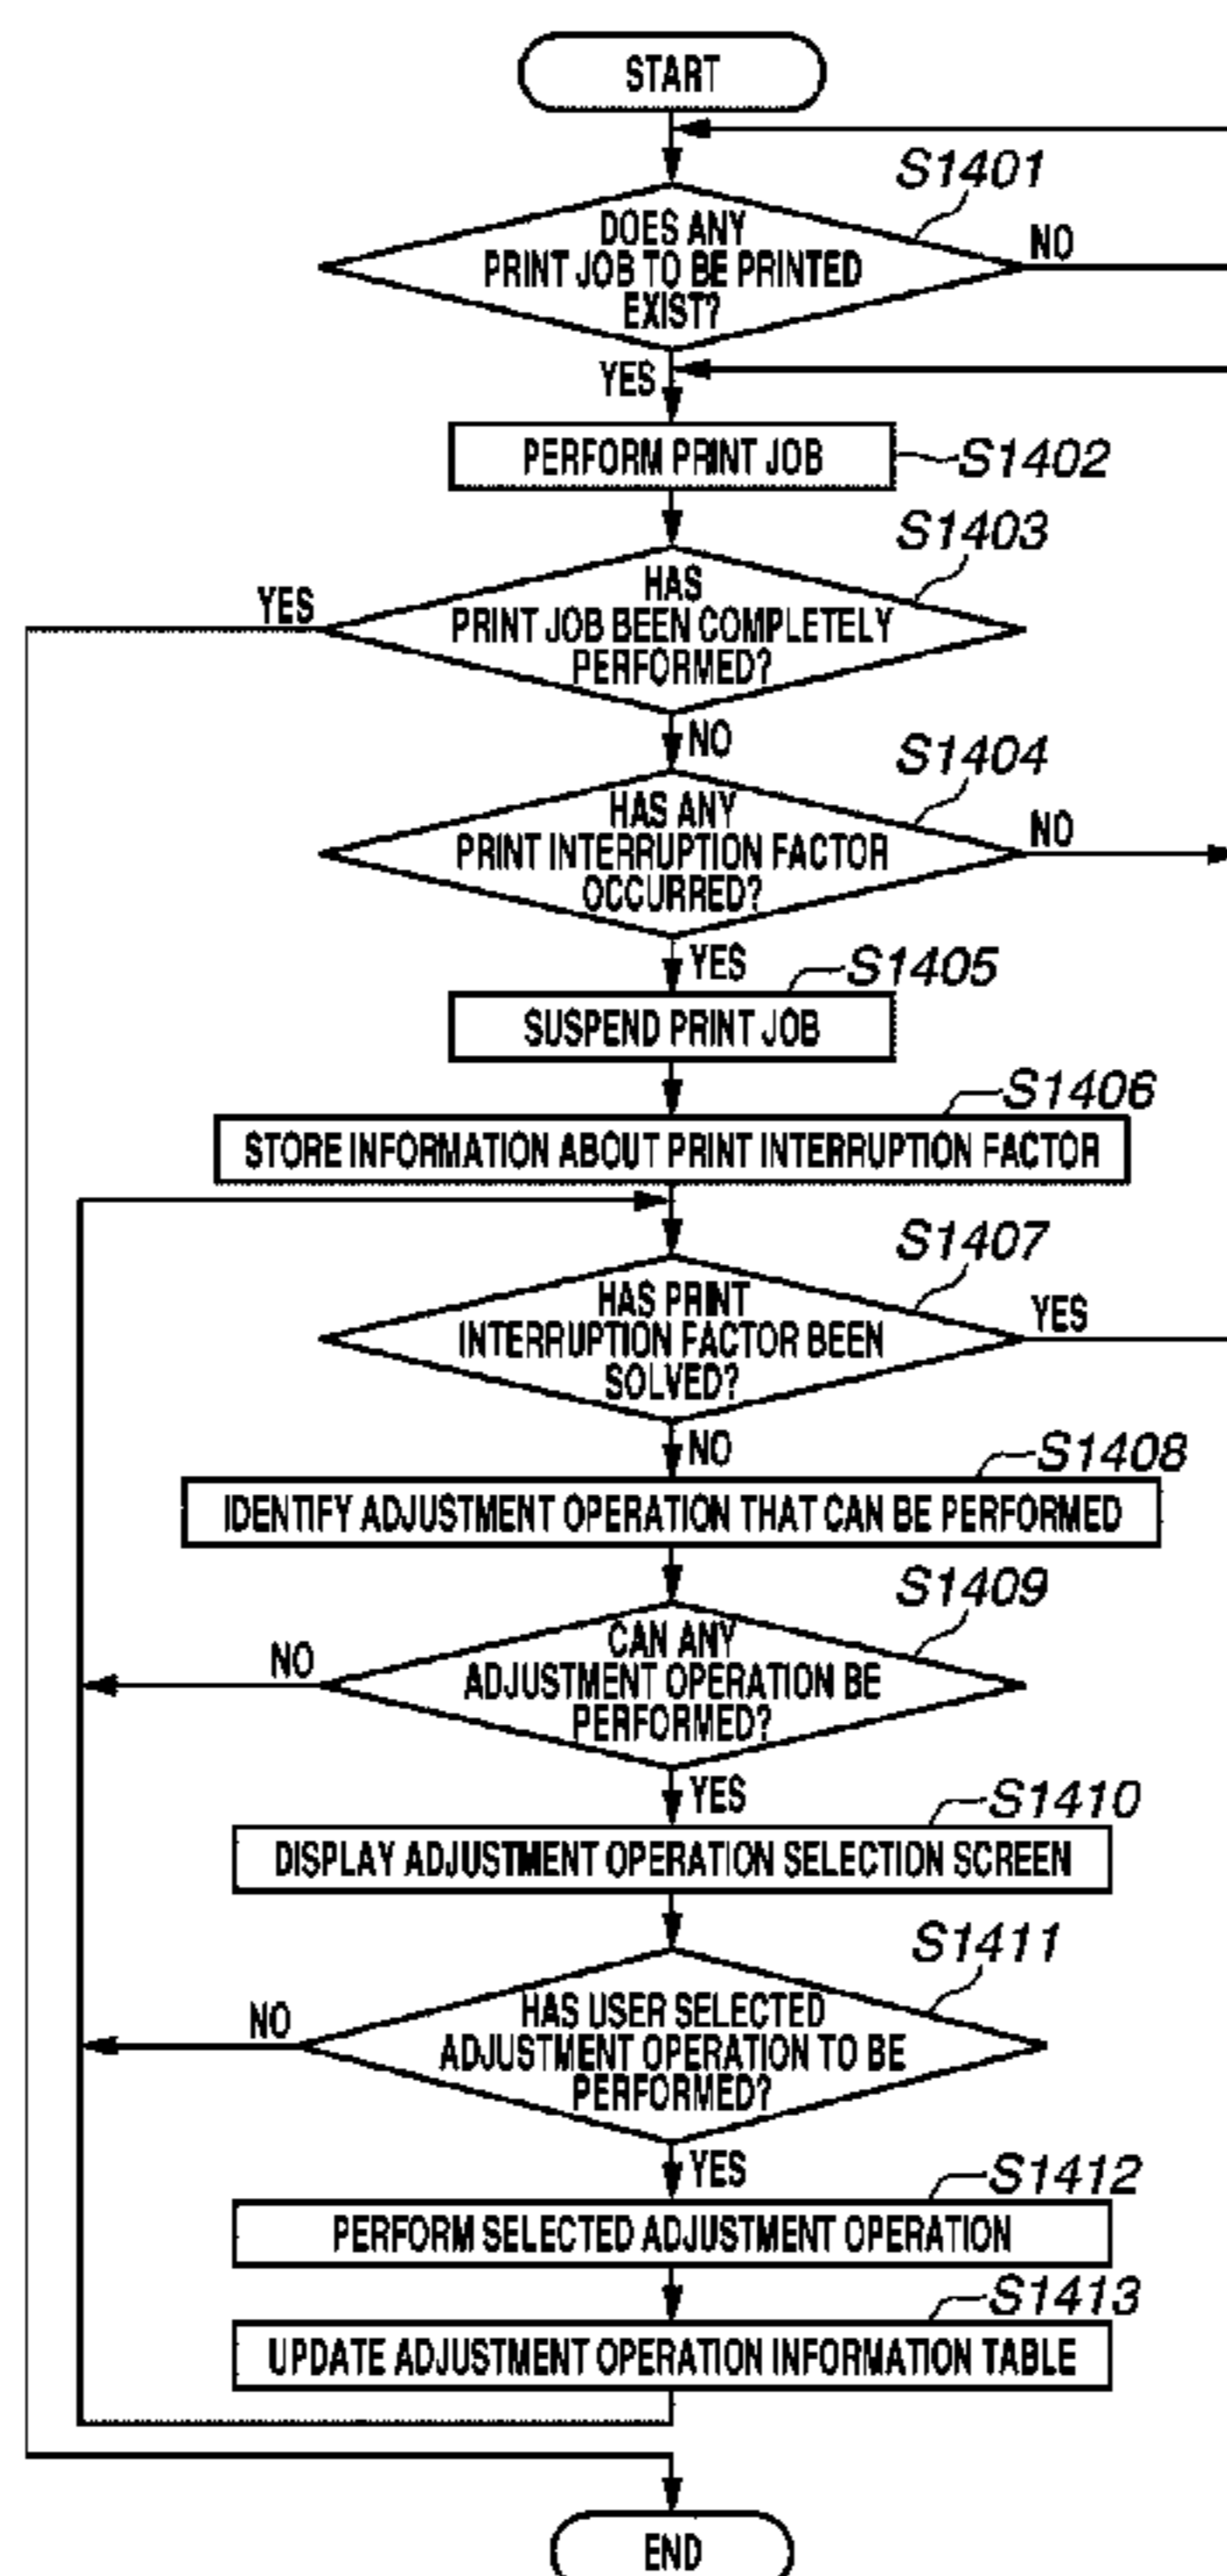 START
S1401
DOES ANY
PRINT JOB TO BE PRINTED
EXIST?
NO
YES
PERFORM PRINT JOB
S1402
S1403
HAS
PRINT JOB BEEN COMPLETELY
PERFORMED?
YES
NO
S1404
HAS ANY
PRINT INTERRUPTION FACTOR
OCCURRED?
NO
YES
S1405
SUSPEND PRINT JOB
S1406
STORE INFORMATION ABOUT PRINT INTERRUPTION FACTOR
S1407
HAS PRINT
INTERRUPTION FACTOR BEEN
SOLVED?
YES
NO
S1408
IDENTIFY ADJUSTMENT OPERATION THAT CAN BE PERFORMED
S1409
CAN ANY
ADJUSTMENT OPERATION BE
PERFORMED?
NO
YES
S1410
DISPLAY ADJUSTMENT OPERATION SELECTION SCREEN
S1411
HAS USER SELECTED
ADJUSTMENT OPERATION TO BE
PERFORMED?
NO
YES
S1412
PERFORM SELECTED ADJUSTMENT OPERATION
S1413
UPDATE ADJUSTMENT OPERATION INFORMATION TABLE
END